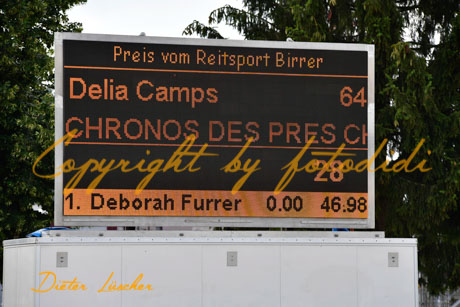 Preis vom Reitsport Birrer
Delia Camps 64
CHRONOS DES PRES CH
28
1. Deborah Furrer 0.00 46.98
Copyright by fotodidi
Dieter Lüscher